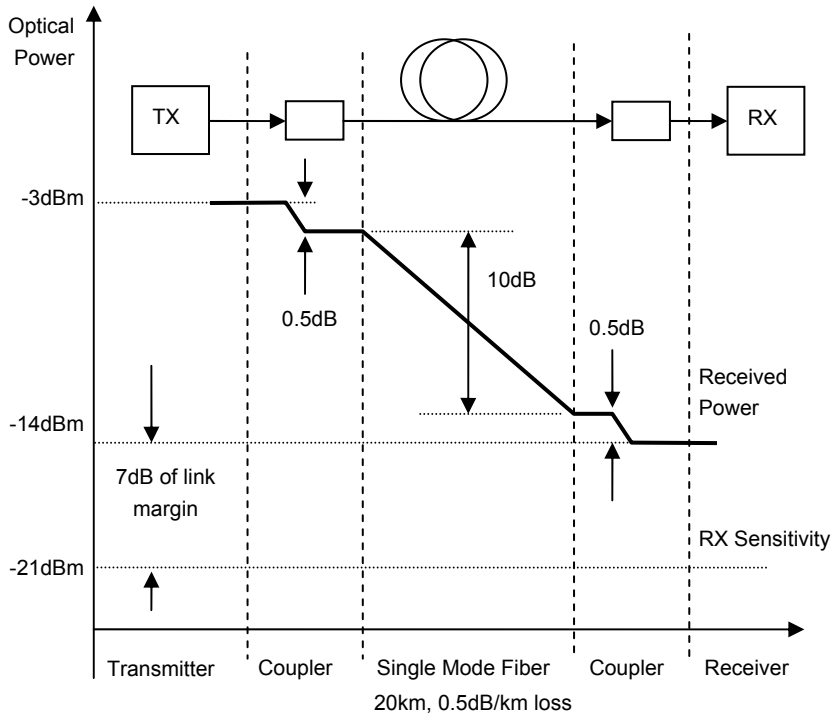 Optical
Power
TX
RX
-3dBm
10dB
0.5dB
0.5dB
Received
Power
-14dBm
7dB of link
margin
RX Sensitivity
-21dBm
Transmitter
Coupler
Single Mode Fiber
Coupler
Receiver
20km, 0.5dB/km loss